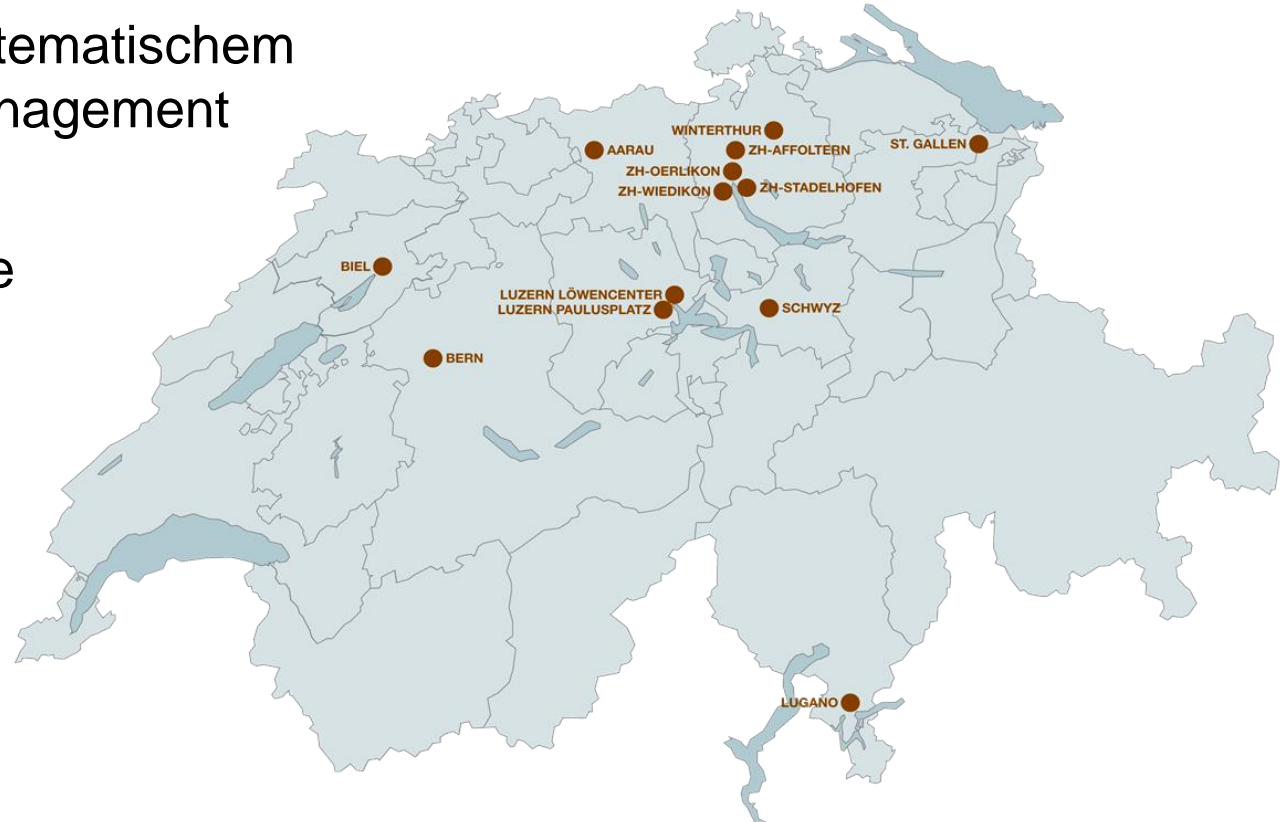 tematischem
nagement
e
WINTERTHUR
AARAU
ZH-AFFOLTERN
ST. GALLEN
ZH-OERLIKON
ZH-STADELHOFEN
ZH-WIEDIKON
BIEL
LUZERN LÖWENCENTER
LUZERN PAULUSPLATZ
SCHWYZ
BERN
LUGANO